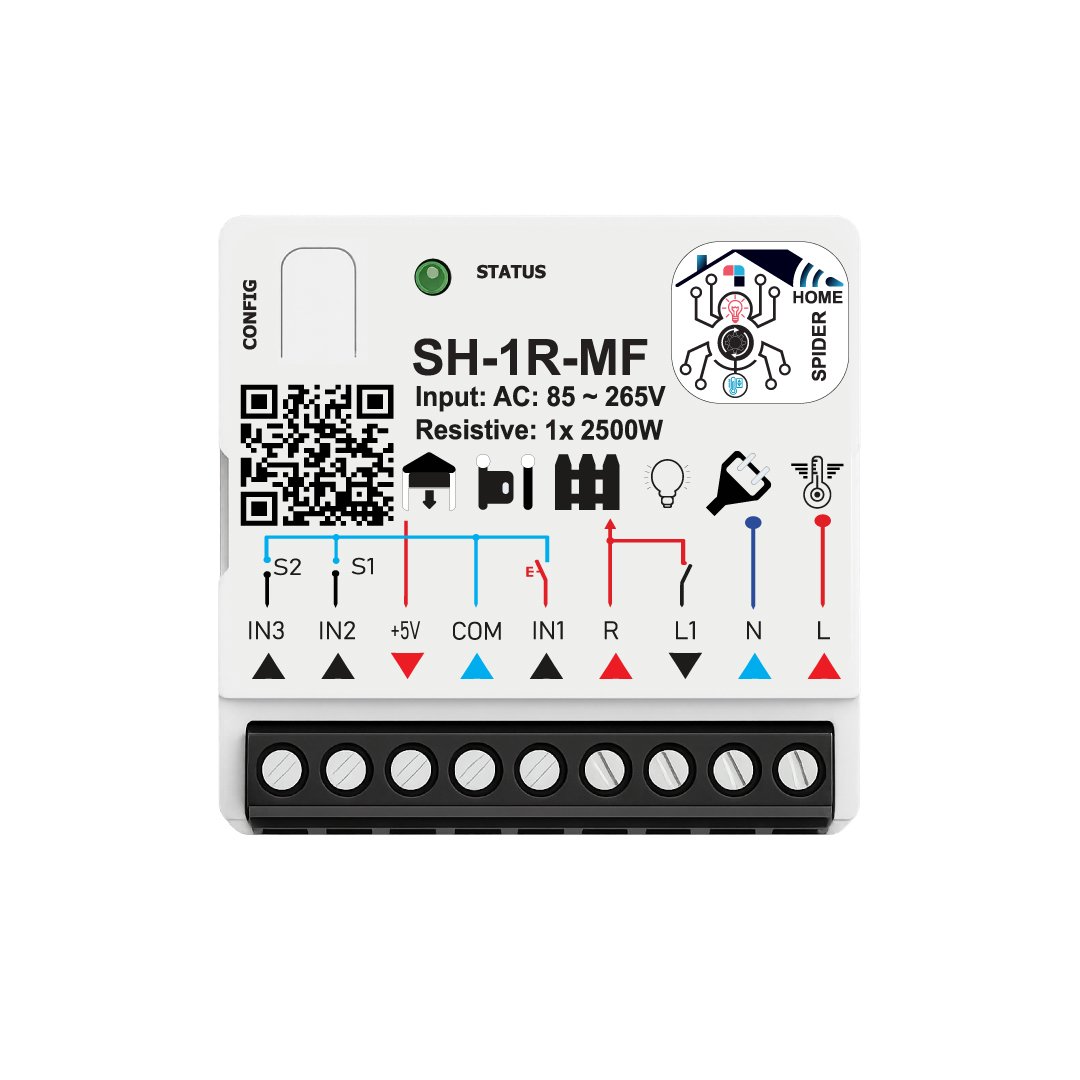 CONFIG
STATUS
HOME
SPIDER
SH-1R-MF
Input: AC: 85 ~ 265V
Resistive: 1x 2500W
S2 S1 E
IN3 IN2 +5V COM IN1 R L1 N L